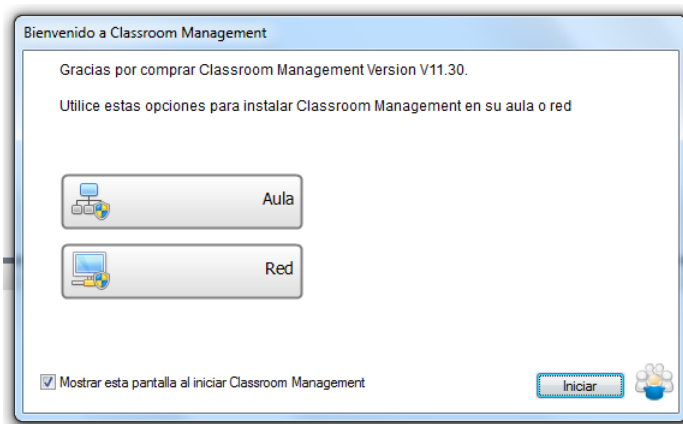 Bienvenido a Classroom Management
Gracias por comprar Classroom Management Version V11.30.
Utilice estas opciones para instalar Classroom Management en su aula o red
Aula
Red
Mostrar esta pantalla al iniciar Classroom Management
Iniciar